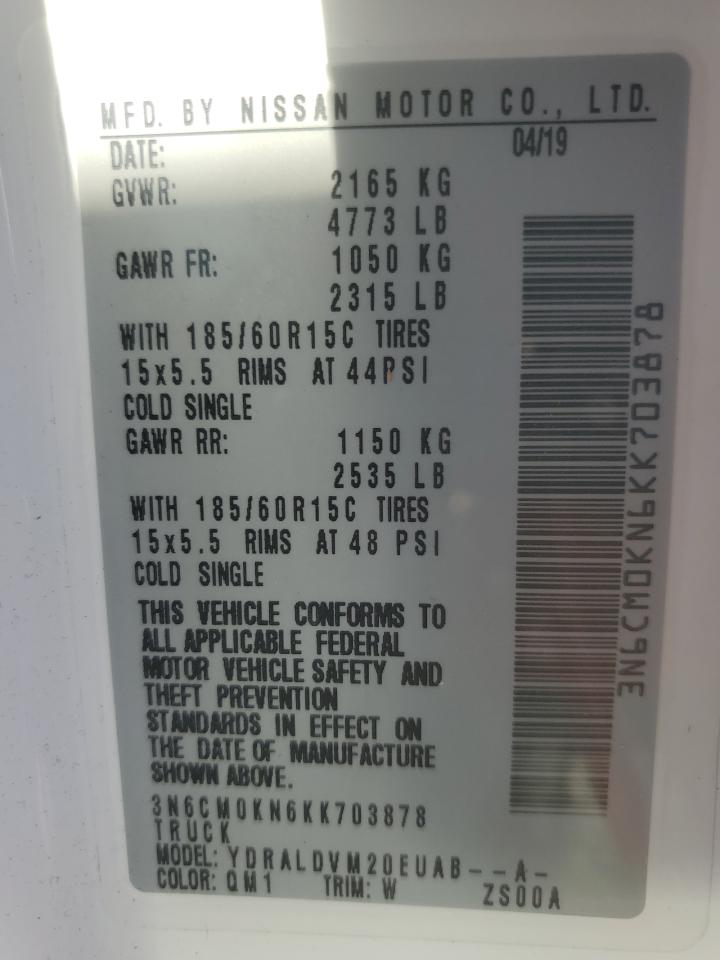 MFD. BY NISSAN MOTOR CO., LTD.
DATE: 04/19
GVWR: 2165 KG
4773 LB
GAWR FR: 1050 KG
2315 LB
WITH 185/60R15C TIRES
15x5.5 RIMS AT 44PSI
COLD SINGLE
GAWR RR: 1150 KG
2535 LB
WITH 185/60R15C TIRES
15x5.5 RIMS AT 48 PSI
COLD SINGLE
THIS VEHICLE CONFORMS TO
ALL APPLICABLE FEDERAL
MOTOR VEHICLE SAFETY AND
THEFT PREVENTION
STANDARDS IN EFFECT ON
THE DATE OF MANUFACTURE
SHOWN ABOVE.
3N6CM0KN6KK703878
TRUCK
MODEL: YDRALDVM20EUAB--A-
COLOR: QM1 TRIM: W ZS00A
3N6CM0KN6KK703878